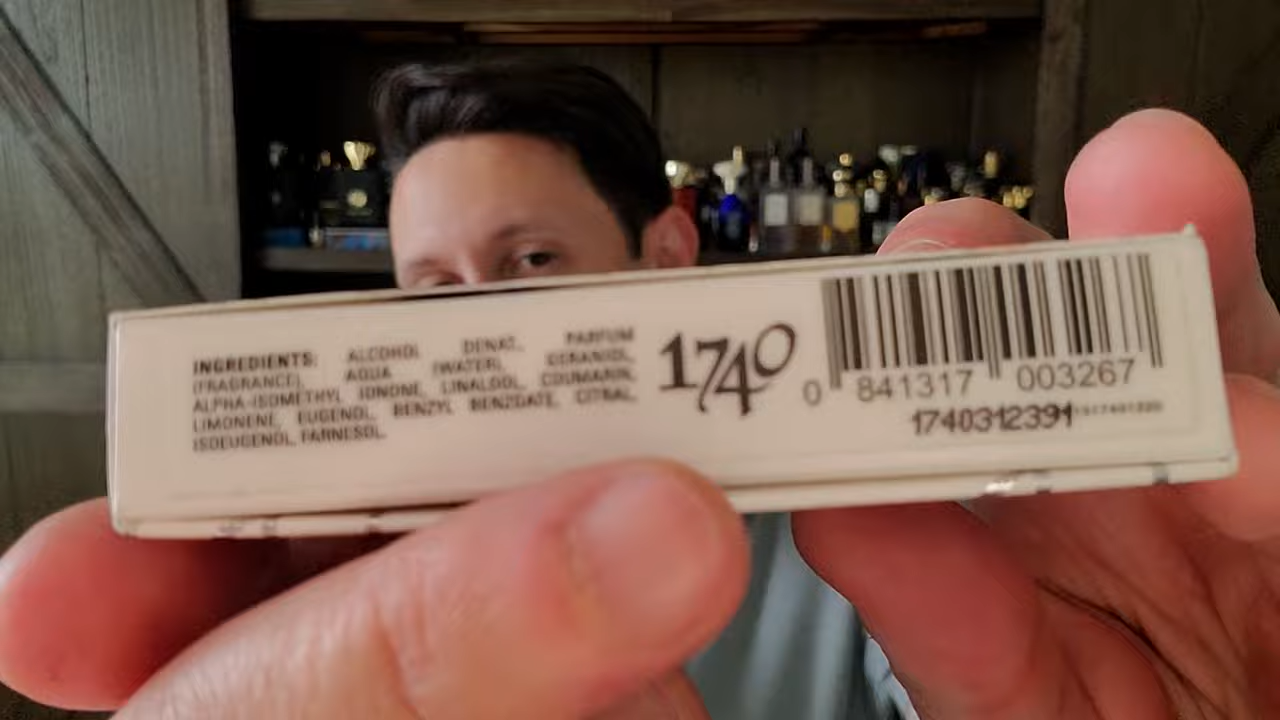 INGREDIENTS: ALCOHOL DENAT, PARFUM
(FRAGRANCE), AQUA (WATER), GERANIOL,
ALPHA-ISOMETHYL IONONE, LINALOOL, COUMARIN,
LIMONENE, EUGENOL, BENZYL BENZOATE, CITRAL,
ISOEUGENOL, FARNESOL.
1740
0 841317 003267
1740312391